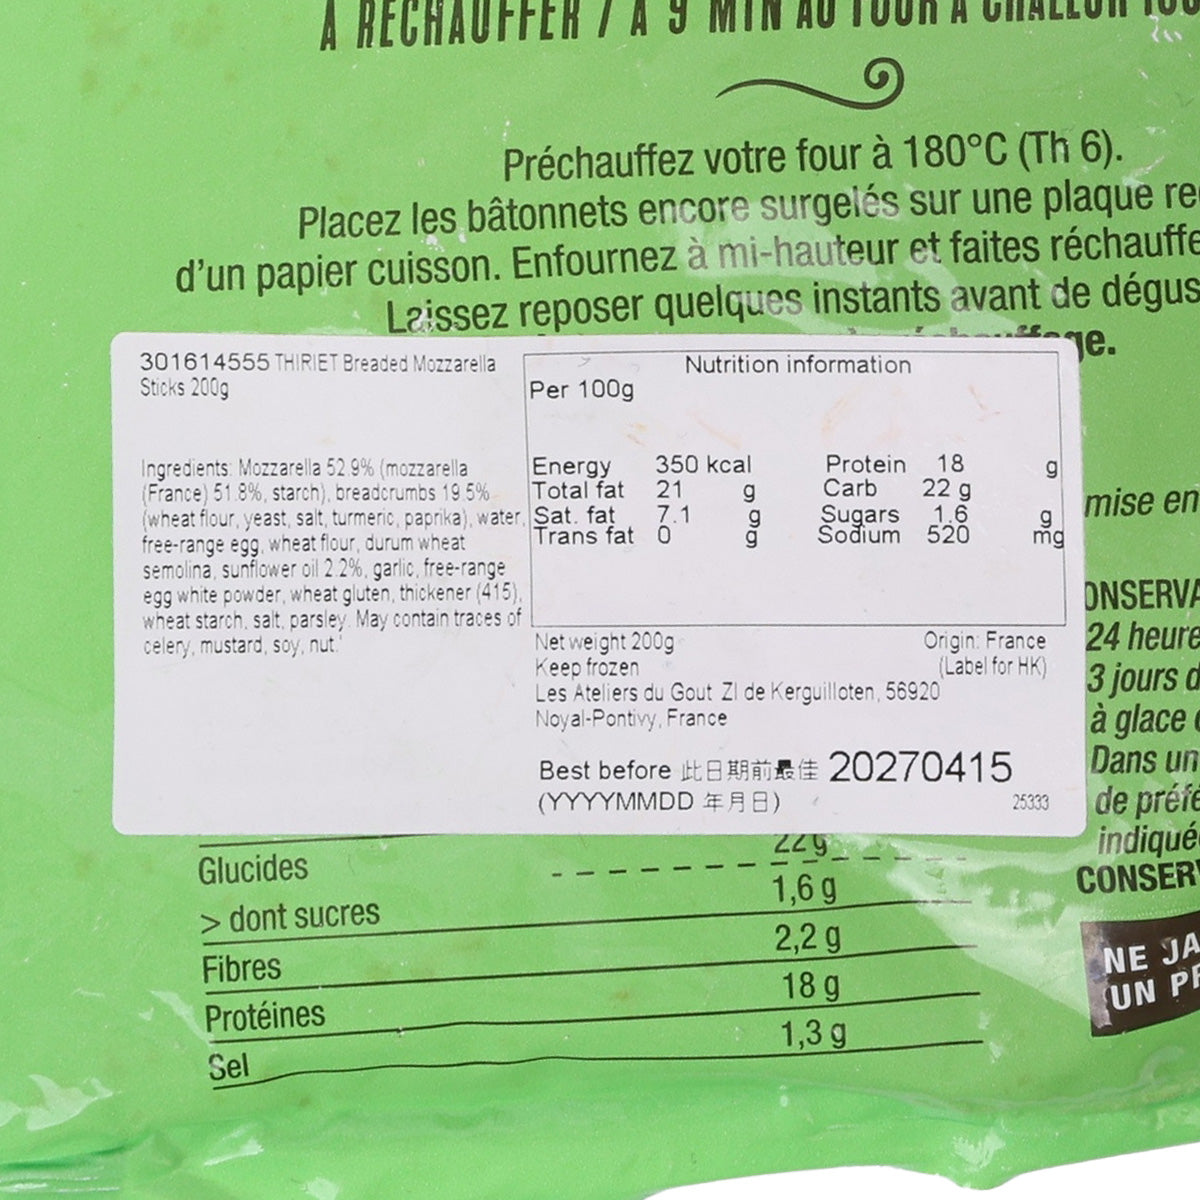 À RÉCHAUFFER / À 9 MIN AU FOUR À CHALEUR
Préchauffez votre four à 180°C (Th 6).
Placez les bâtonnets encore surgelés sur une plaque
d'un papier cuisson. Enfournez à mi-hauteur et faites
Laissez reposer quelques instants avant de
301614555 THIRIET Breaded Mozzarella
Sticks 200g
Ingredients: Mozzarella 52.9% (mozzarella
(France) 51.8%, starch), breadcrumbs 19.5%
(wheat flour, yeast, salt, turmeric, paprika), water,
free-range egg, wheat flour, durum wheat
semolina, sunflower oil 2.2%, garlic, free-range
egg white powder, wheat gluten, thickener (415),
wheat starch, salt, parsley. May contain traces of
celery, mustard, soy, nut.
Nutrition information
Per 100g
Energy 350 kcal Protein 18 g
Total fat 21 g Carb 22 g
Sat. fat 7.1 g Sugars 1.6 g
Trans fat 0 g Sodium 520 mg
Net weight 200g Origin: France
Keep frozen (Label for HK)
Les Ateliers du Gout ZI de Kerguilloten, 56920
Noyal-Pontivy, France
Best before 此日期前最佳 20270415
(YYYYMMDD 年月日) 25333
mise en
24 heure
3 jours d
à glace
Dans un
de préfé
indiqué
CONSERV
NE JA
UN PR
Glucides 22 g
> dont sucres 1,6 g
Fibres 2,2 g
Protéines 18 g
Sel 1,3 g